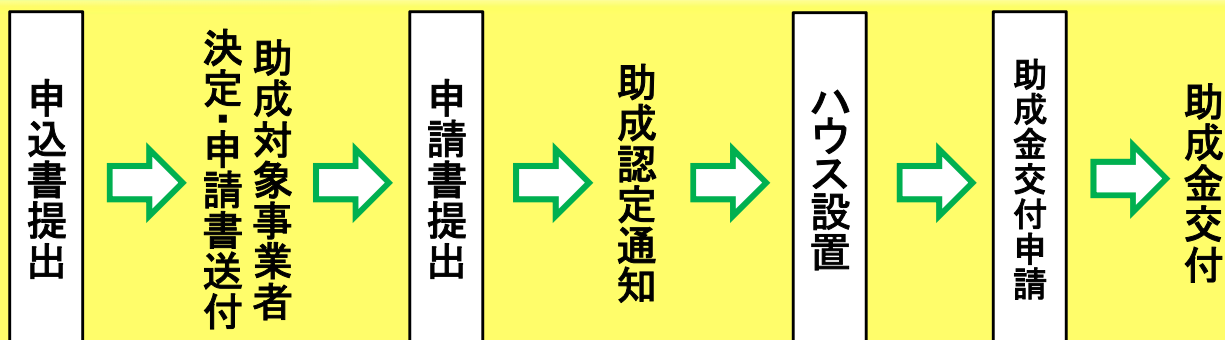 申込書提出
助成対象事業者
決定・申請書送付
申請書提出
助成認定通知
ハウス設置
助成金交付申請
助成金交付